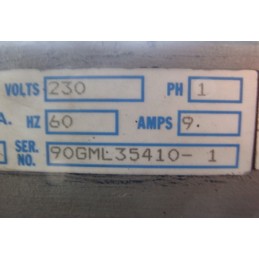 VOLTS 230 PH 1
A. HZ 60 AMPS 9.
SER. NO. 90GML35410- 1